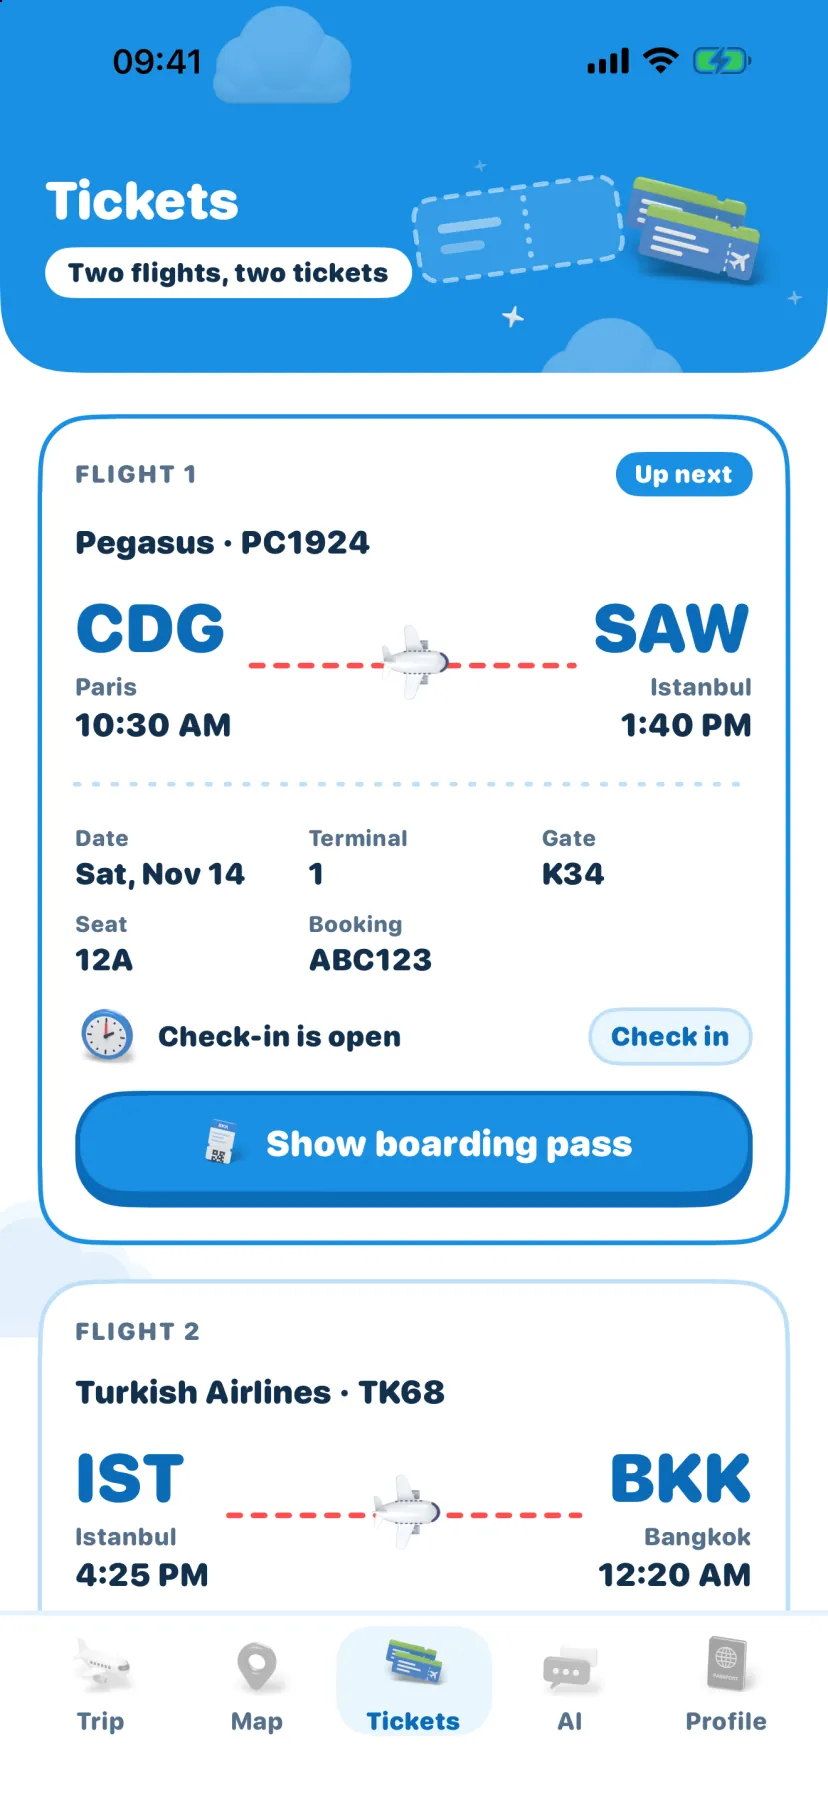 09:41
Tickets
Two flights, two tickets
FLIGHT 1
Up next
Pegasus · PC1924
CDG
SAW
Paris
Istanbul
10:30 AM
1:40 PM
Date
Terminal
Gate
Sat, Nov 14
1
K34
Seat
Booking
12A
ABC123
Check-in is open
Check in
BKK
Show boarding pass
FLIGHT 2
Turkish Airlines · TK68
IST
BKK
Istanbul
Bangkok
4:25 PM
12:20 AM
PASSPORT
Trip
Map
Tickets
AI
Profile